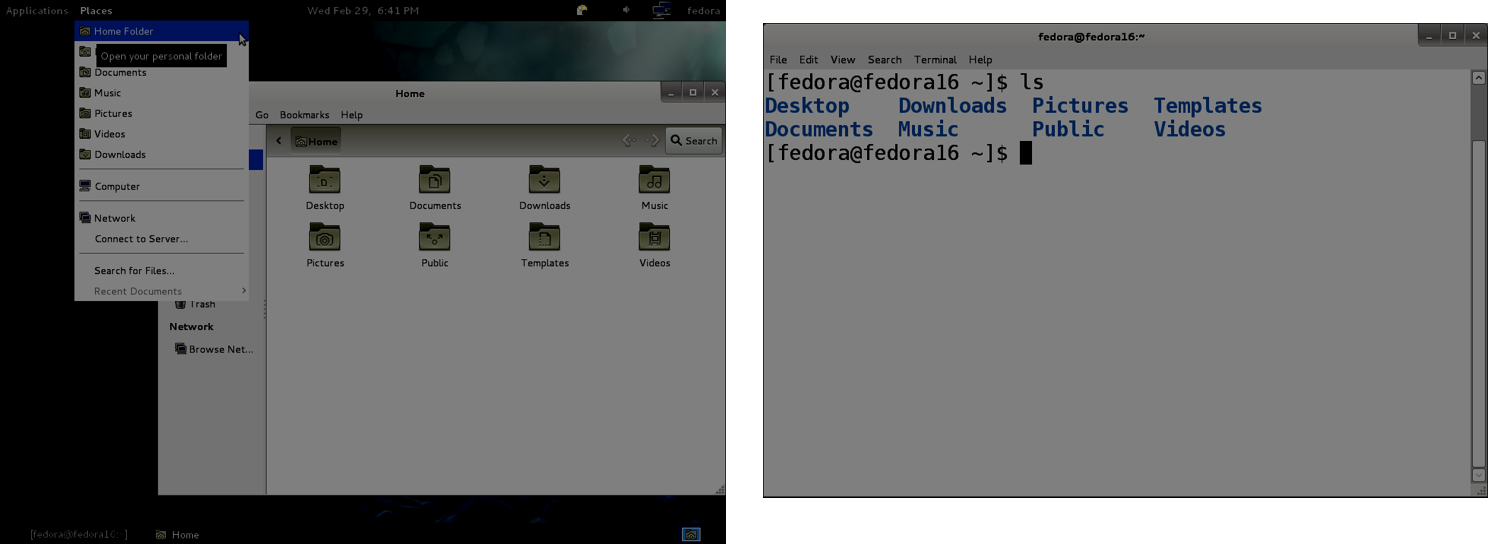 Applications Places Wed Feb 29, 6:41 PM fedora
Home Folder
Open your personal folder
Documents
Music
Pictures
Videos
Downloads
Computer
Network
Connect to Server...
Search for Files...
Recent Documents
Home
Go Bookmarks Help
Home Search
Desktop Documents Downloads Music
Pictures Public Templates Videos
Trash
Network
Browse Net...
[fedora@fedora16:~] Home
fedora@fedora16:~
File Edit View Search Terminal Help
[fedora@fedora16 ~]$ ls
Desktop Downloads Pictures Templates
Documents Music Public Videos
[fedora@fedora16 ~]$